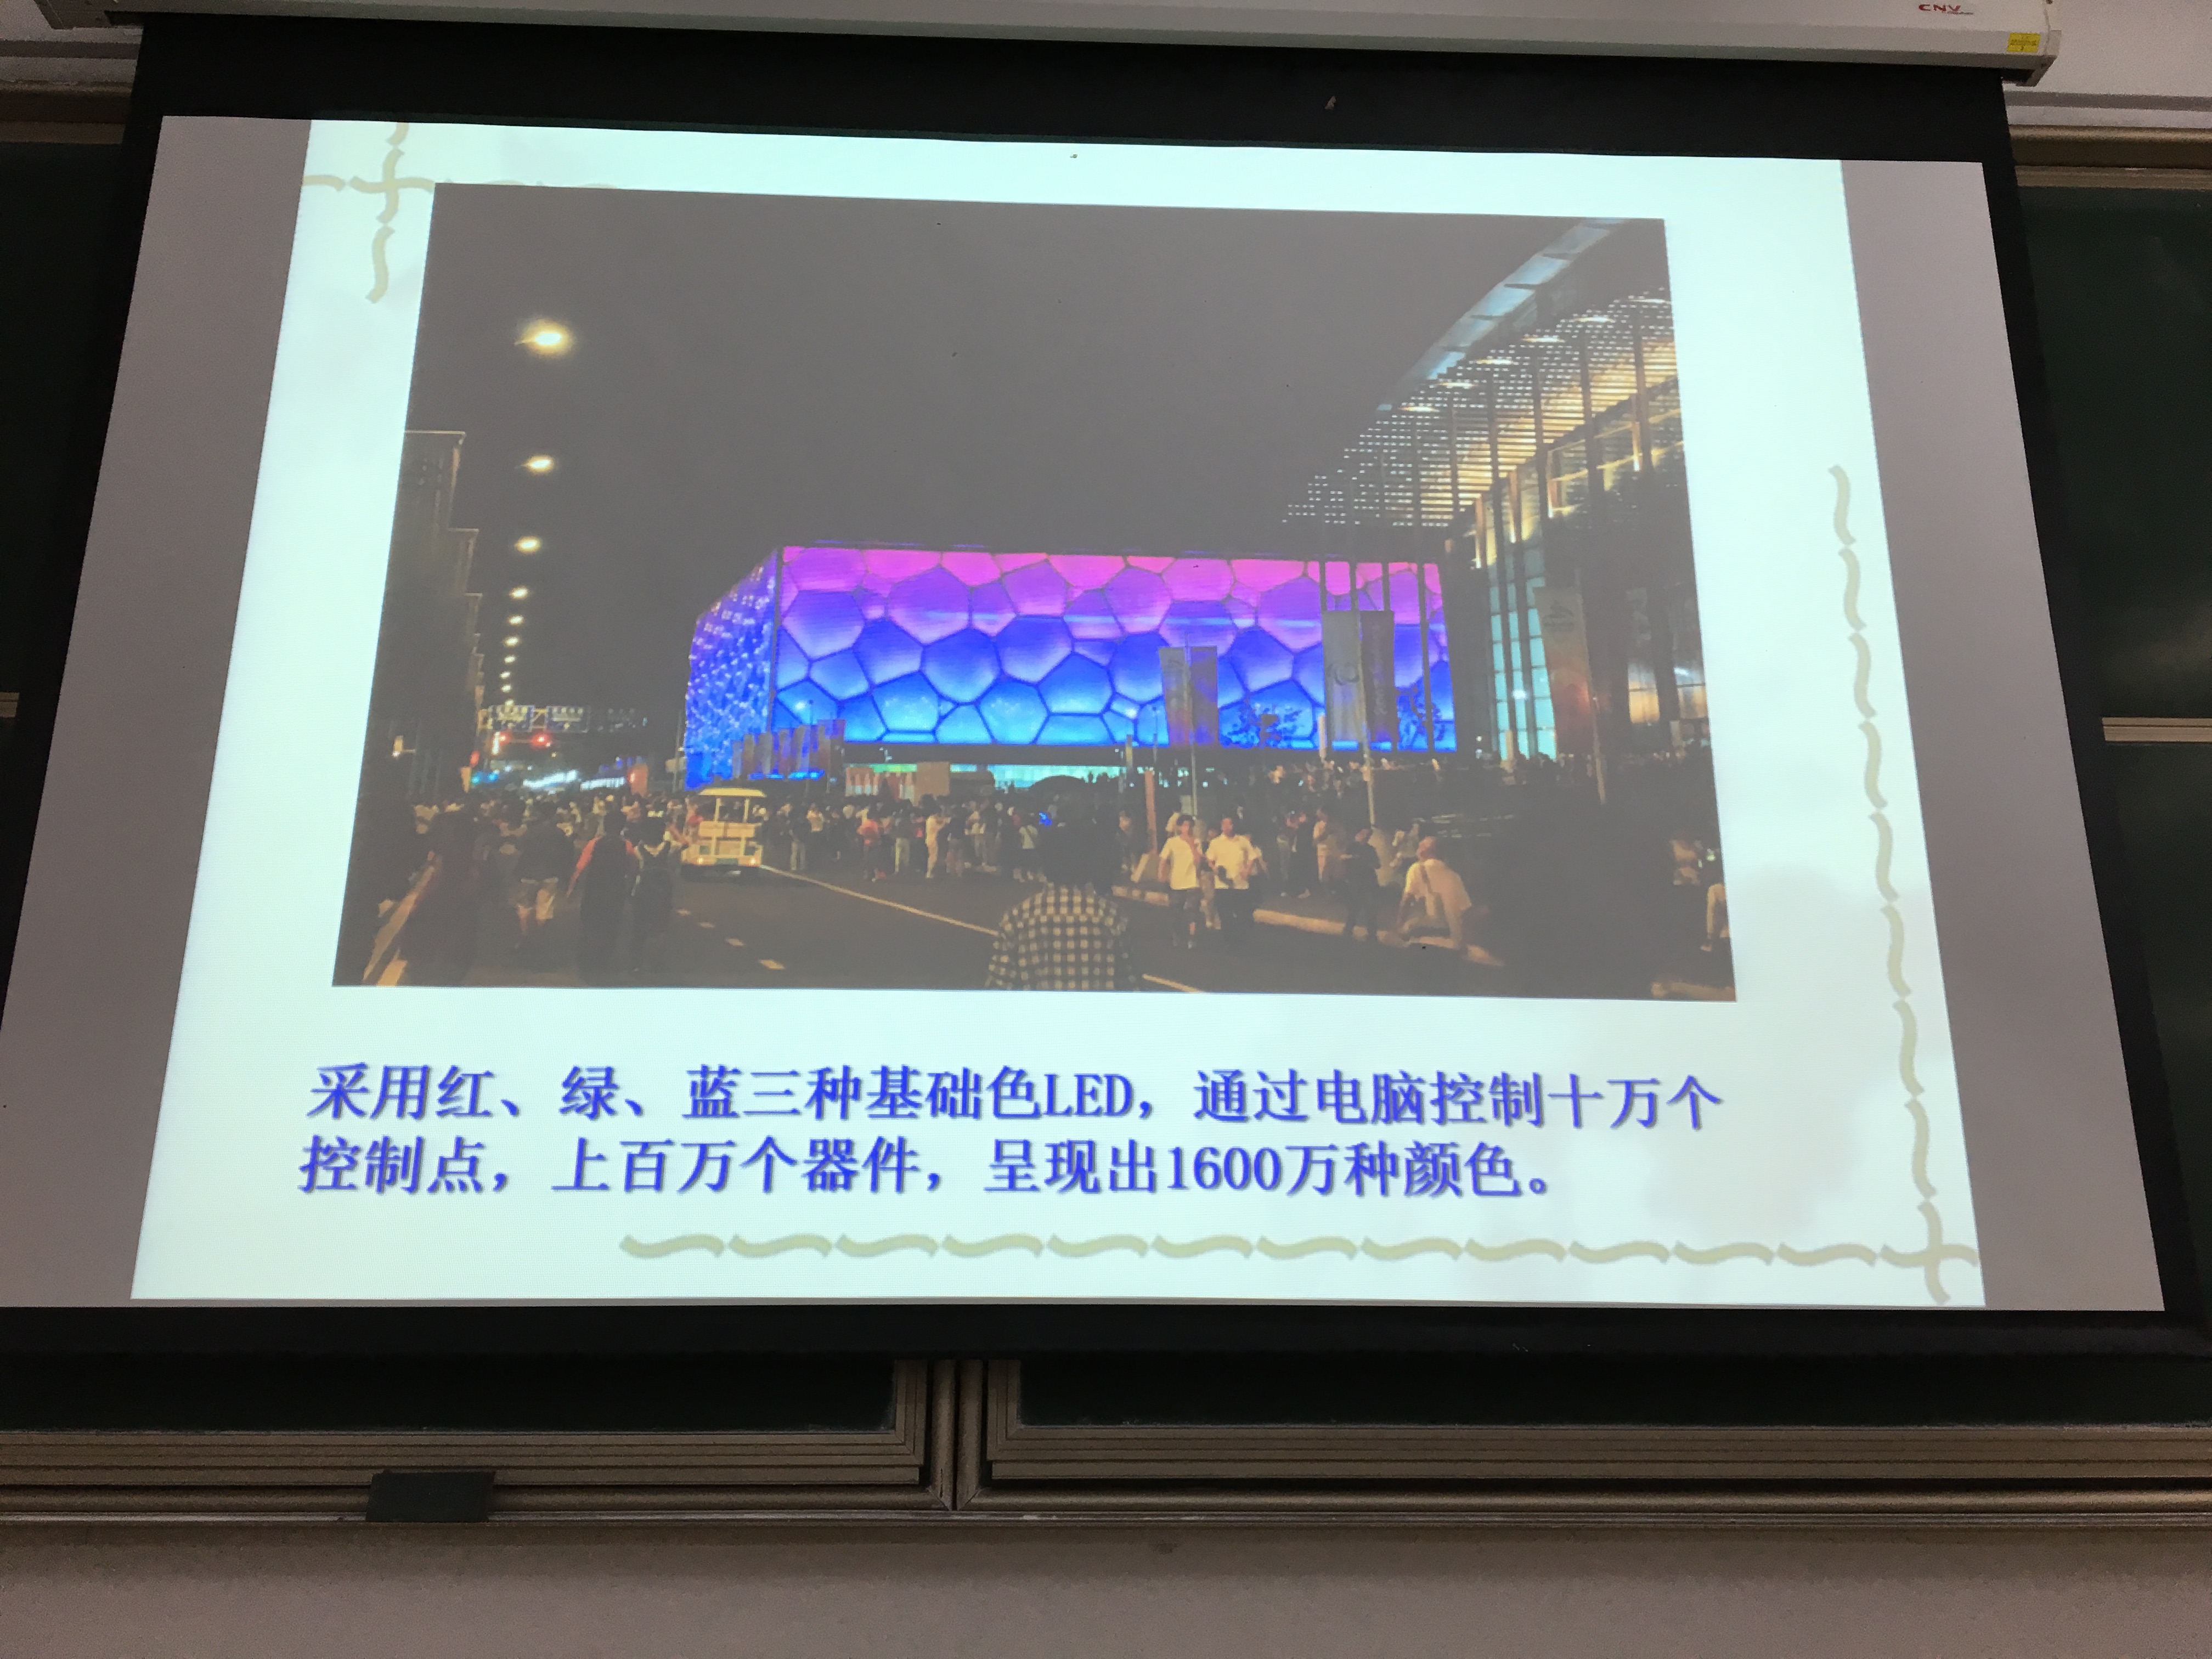 CNV
采用红、绿、蓝三种基础色LED，通过电脑控制十万个
控制点，上百万个器件，呈现出1600万种颜色。